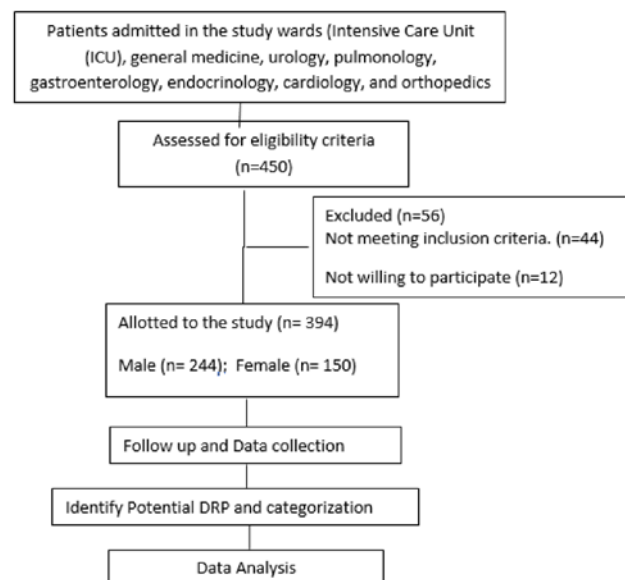 Patients admitted in the study wards (Intensive Care Unit
(ICU), general medicine, urology, pulmonology,
gastroenterology, endocrinology, cardiology, and orthopedics
Assessed for eligibility criteria
(n=450)
Excluded (n=56)
Not meeting inclusion criteria. (n=44)
Not willing to participate (n=12)
Allotted to the study (n= 394)
Male (n= 244); Female (n= 150)
Follow up and Data collection
Identify Potential DRP and categorization
Data Analysis